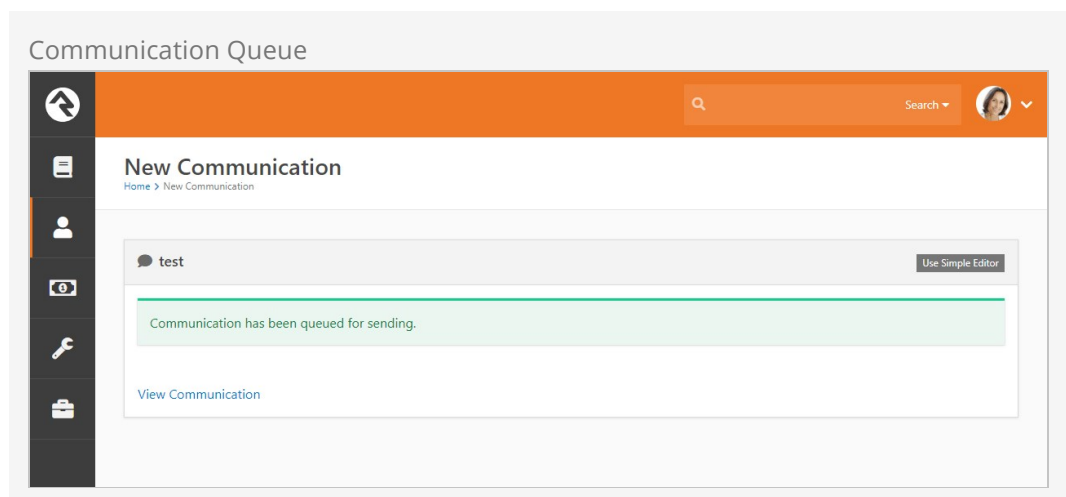 Communication Queue
Search
New Communication
Home > New Communication
test
Use Simple Editor
Communication has been queued for sending.
View Communication